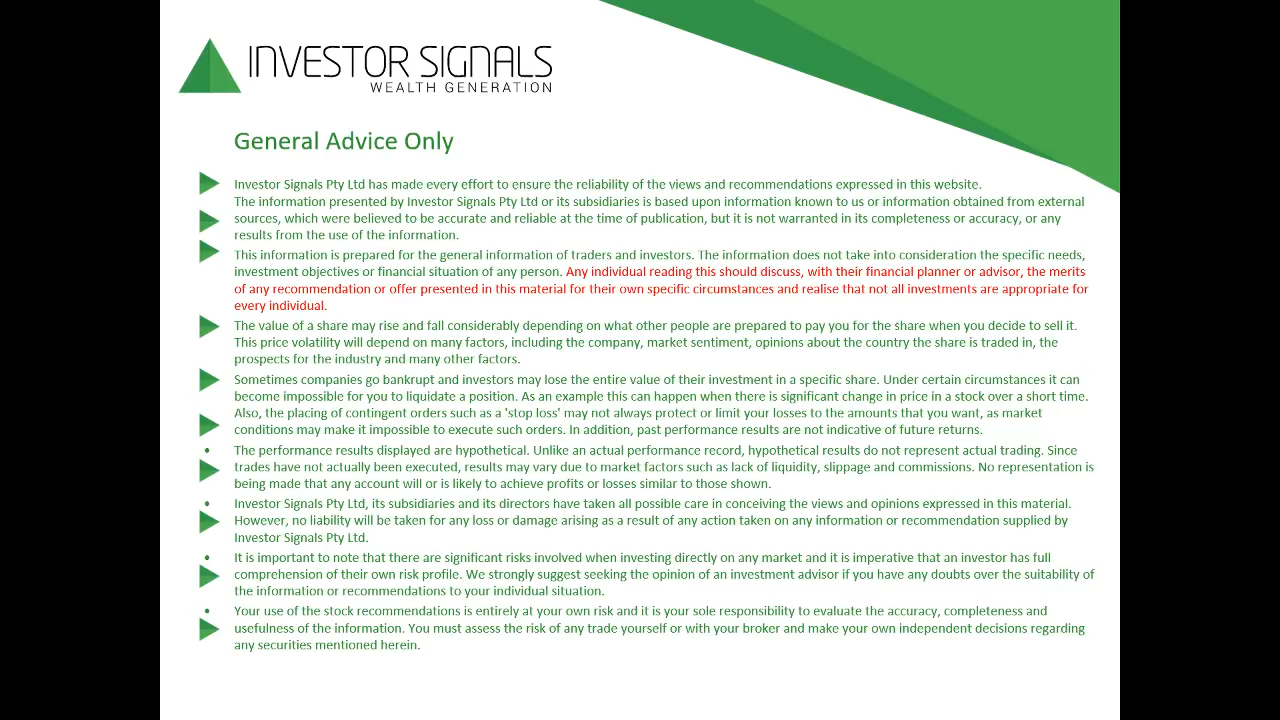 INVESTOR SIGNALS
WEALTH GENERATION
General Advice Only
Investor Signals Pty Ltd has made every effort to ensure the reliability of the views and recommendations expressed in this website.
The information presented by Investor Signals Pty Ltd or its subsidiaries is based upon information known to us or information obtained from external
sources, which were believed to be accurate and reliable at the time of publication, but it is not warranted in its completeness or accuracy, or any
results from the use of the information.
This information is prepared for the general information of traders and investors. The information does not take into consideration the specific needs,
investment objectives or financial situation of any person. Any individual reading this should discuss, with their financial planner or advisor, the merits
of any recommendation or offer presented in this material for their own specific circumstances and realise that not all investments are appropriate for
every individual.
The value of a share may rise and fall considerably depending on what other people are prepared to pay you for the share when you decide to sell it.
This price volatility will depend on many factors, including the company, market sentiment, opinions about the country the share is traded in, the
prospects for the industry and many other factors.
Sometimes companies go bankrupt and investors may lose the entire value of their investment in a specific share. Under certain circumstances it can
become impossible for you to liquidate a position. As an example this can happen when there is significant change in price in a stock over a short time.
Also, the placing of contingent orders such as a 'stop loss' may not always protect or limit your losses to the amounts that you want, as market
conditions may make it impossible to execute such orders. In addition, past performance results are not indicative of future returns.
• The performance results displayed are hypothetical. Unlike an actual performance record, hypothetical results do not represent actual trading. Since
trades have not actually been executed, results may vary due to market factors such as lack of liquidity, slippage and commissions. No representation is
being made that any account will or is likely to achieve profits or losses similar to those shown.
• Investor Signals Pty Ltd, its subsidiaries and its directors have taken all possible care in conceiving the views and opinions expressed in this material.
However, no liability will be taken for any loss or damage arising as a result of any action taken on any information or recommendation supplied by
Investor Signals Pty Ltd.
• It is important to note that there are significant risks involved when investing directly on any market and it is imperative that an investor has full
comprehension of their own risk profile. We strongly suggest seeking the opinion of an investment advisor if you have any doubts over the suitability of
the information or recommendations to your individual situation.
• Your use of the stock recommendations is entirely at your own risk and it is your sole responsibility to evaluate the accuracy, completeness and
usefulness of the information. You must assess the risk of any trade yourself or with your broker and make your own independent decisions regarding
any securities mentioned herein.